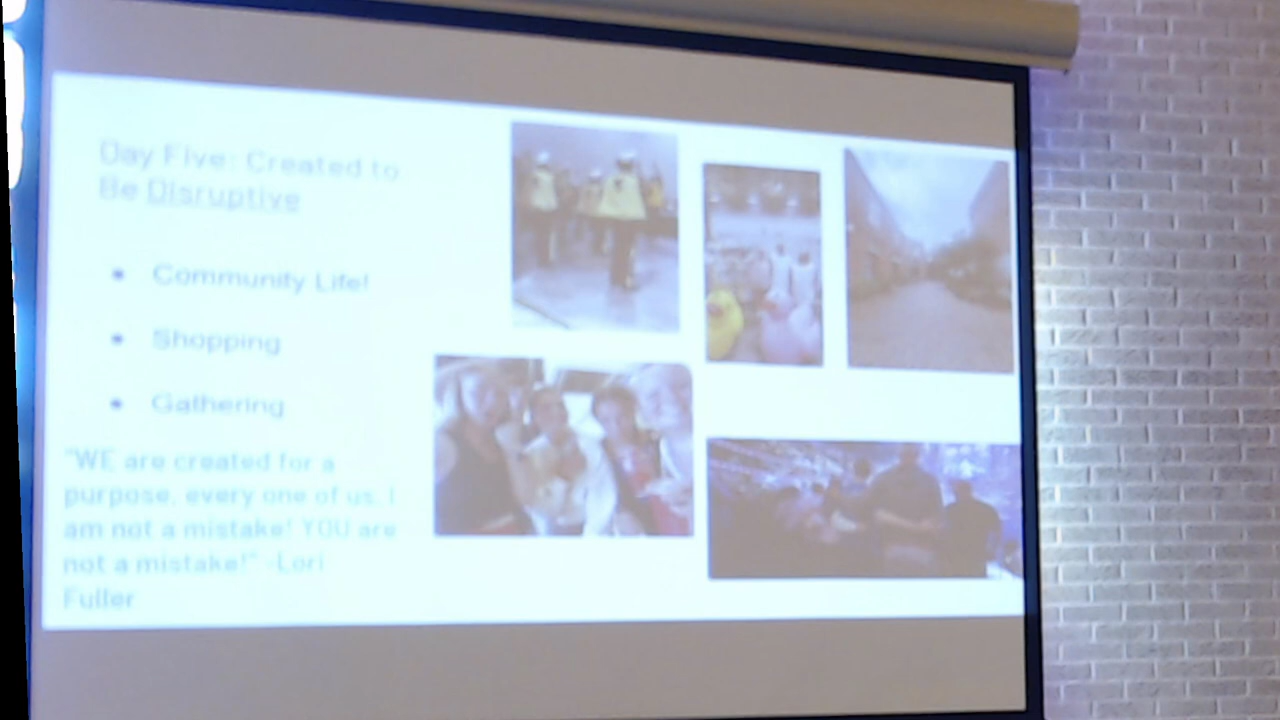 Day Five: Created to
Be Disruptive
• Community Life!
• Shopping
• Gathering
"WE are created for a
purpose, every one of us. I
am not a mistake! YOU are
not a mistake!" -Lori
Fuller